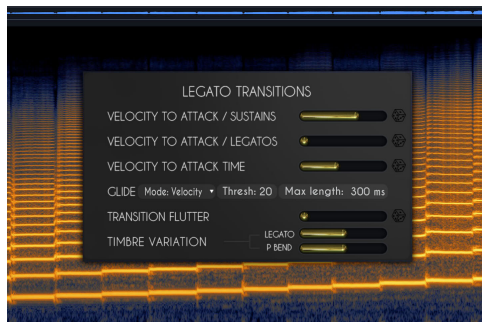 LEGATO TRANSITIONS
VELOCITY TO ATTACK / SUSTAINS
VELOCITY TO ATTACK / LEGATOS
VELOCITY TO ATTACK TIME
GLIDE Mode: Velocity Thresh: 20 Max length: 300 ms
TRANSITION FLUTTER
TIMBRE VARIATION LEGATO
P BEND